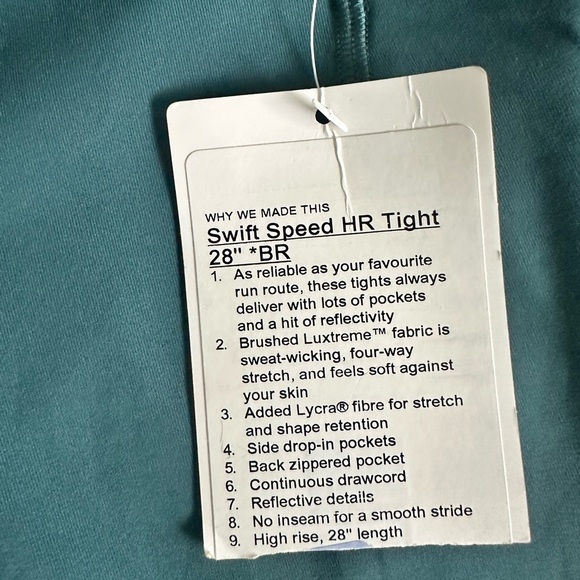 WHY WE MADE THIS
Swift Speed HR Tight
28" *BR
1. As reliable as your favourite
run route, these tights always
deliver with lots of pockets
and a hit of reflectivity
2. Brushed Luxtreme™ fabric is
sweat-wicking, four-way
stretch, and feels soft against
your skin
3. Added Lycra® fibre for stretch
and shape retention
4. Side drop-in pockets
5. Back zippered pocket
6. Continuous drawcord
7. Reflective details
8. No inseam for a smooth stride
9. High rise, 28" length